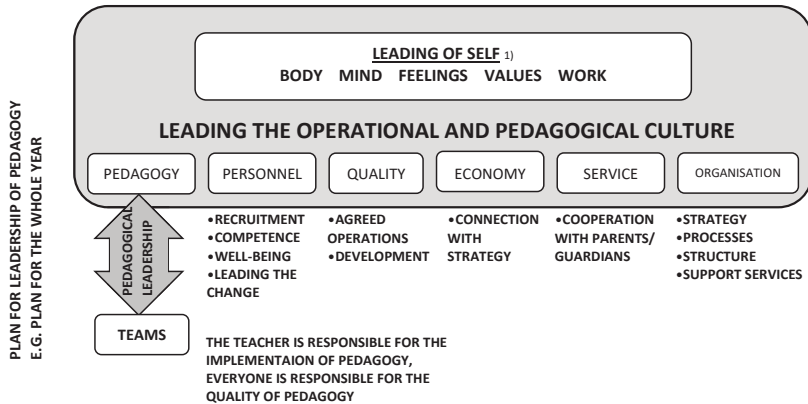 PLAN FOR LEADERSHIP OF PEDAGOGY
E.G. PLAN FOR THE WHOLE YEAR
LEADING OF SELF 1)
BODY MIND FEELINGS VALUES WORK
LEADING THE OPERATIONAL AND PEDAGOGICAL CULTURE
PEDAGOGY
PERSONNEL
QUALITY
ECONOMY
SERVICE
ORGANISATION
PEDAGOGICAL
LEADERSHIP
TEAMS
•RECRUITMENT
•COMPETENCE
•WELL-BEING
•LEADING THE
CHANGE
•AGREED
OPERATIONS
•DEVELOPMENT
•CONNECTION
WITH
STRATEGY
•COOPERATION
WITH PARENTS/
GUARDIANS
•STRATEGY
•PROCESSES
•STRUCTURE
•SUPPORT SERVICES
THE TEACHER IS RESPONSIBLE FOR THE
IMPLEMENTAION OF PEDAGOGY,
EVERYONE IS RESPONSIBLE FOR THE
QUALITY OF PEDAGOGY